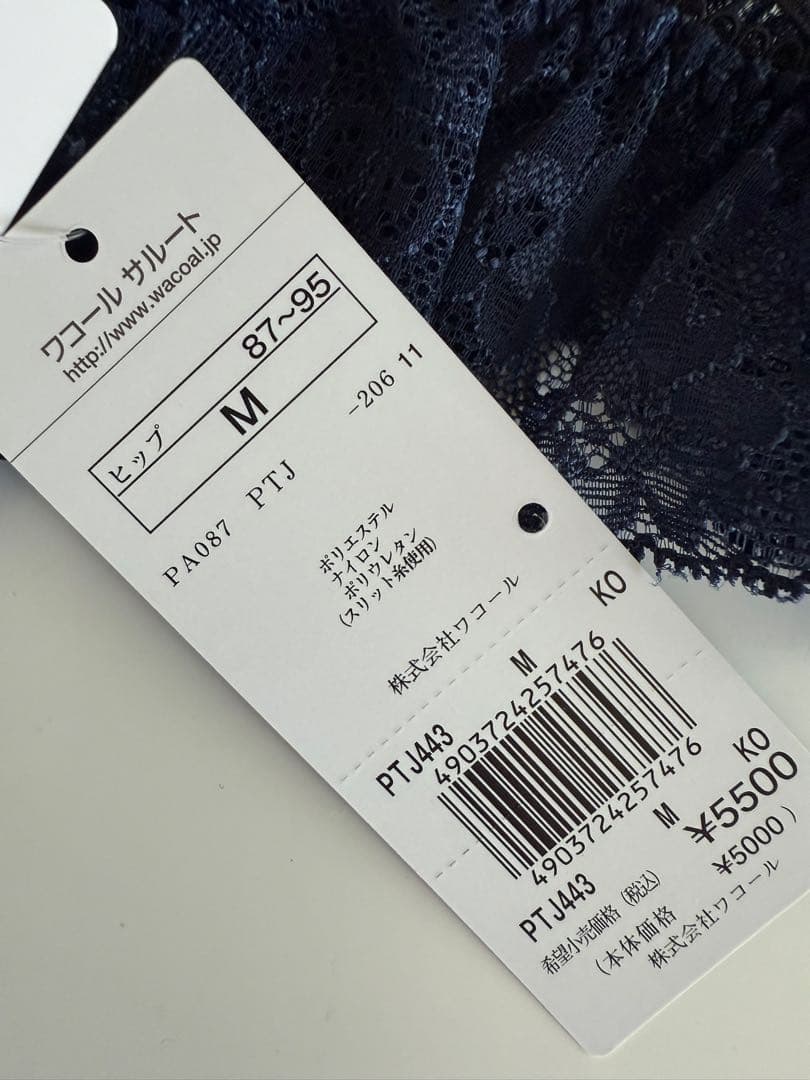 ワコール サルート
http://www.wacoal.jp
ヒップ 87~95
M
-206 11
PA087 PTJ
ポリエステル
ナイロン
ポリウレタン
(スリット糸使用)
株式会社ワコール
PTJ443 M KO
4903724257476
4903724257476
PTJ443 M KO
希望小売価格(税込) ¥5500
(本体価格 ¥5000)
株式会社ワコール